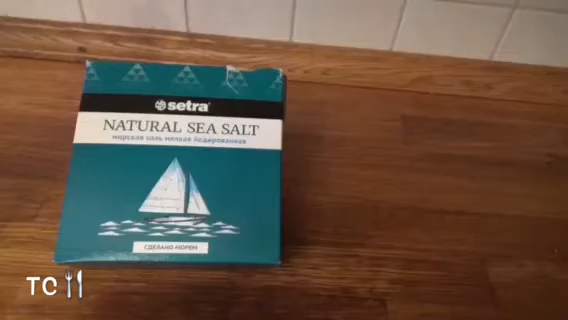 setra
NATURAL SEA SALT
морская соль мелкая йодированная
СДЕЛАНО МОРЕМ
TC